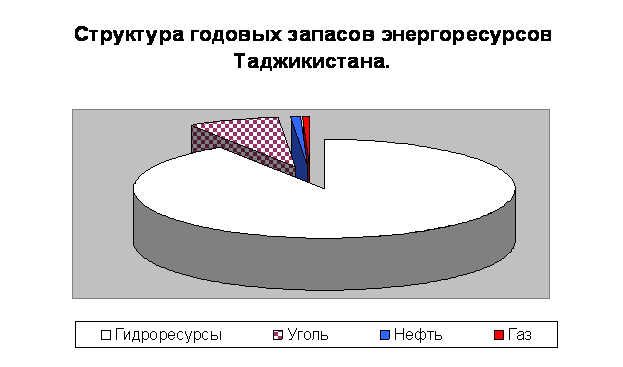 Структура годовых запасов энергоресурсов
Таджикистана.
Гидроресурсы Уголь Нефть Газ